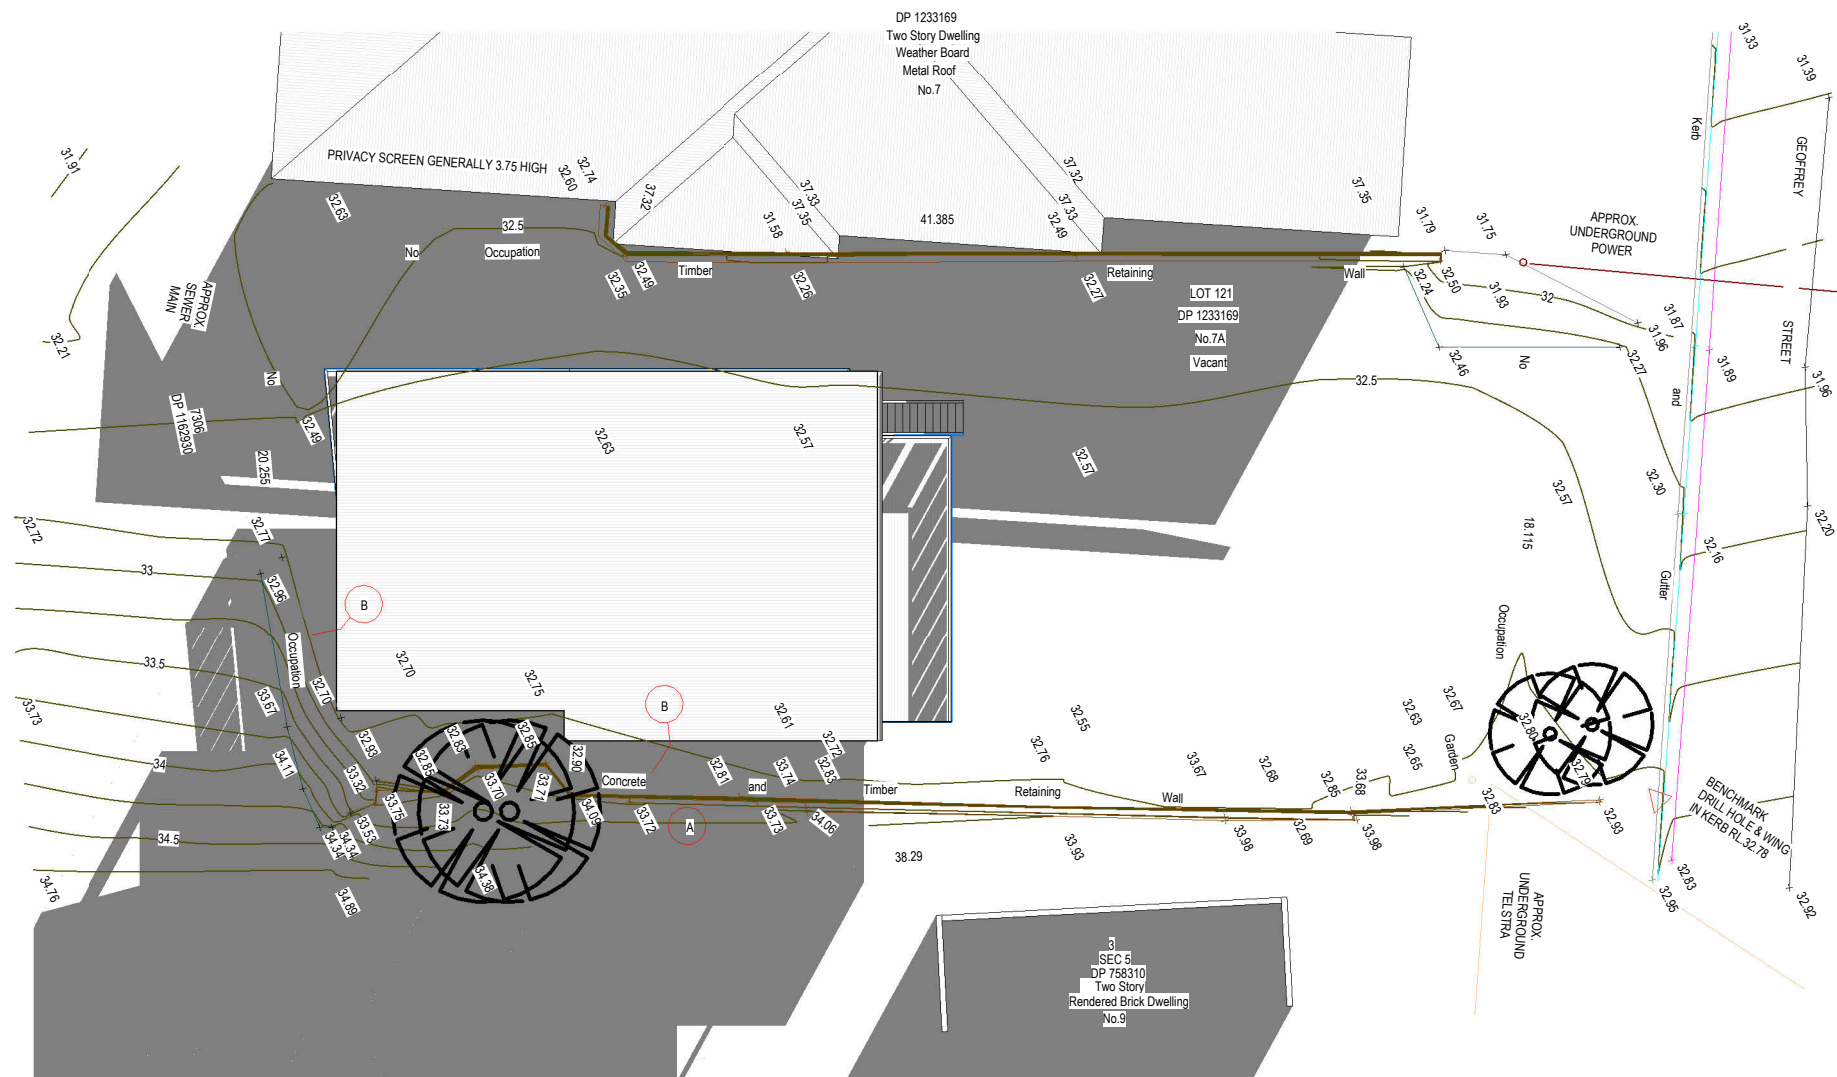 DP 1233169
Two Story Dwelling
Weather Board
Metal Roof
No.7
31.33
31.39
Kerb
GEOFFREY
31.91
PRIVACY SCREEN GENERALLY 3.75 HIGH
32.60
32.74
32.63
37.32
37.33
37.35
31.58
41.385
37.32
37.33
32.49
37.35
31.79
31.75
APPROX.
UNDERGROUND
POWER
No
32.5
Occupation
32.35
32.49
Timber
32.26
32.27
Retaining
Wall
32.24
32.50
31.93
32
31.87
31.96
STREET
APPROX.
SEWER
MAIN
LOT 121
DP 1233169
No.7A
Vacant
32.21
No
32.46
No
32.27
31.89
31.96
32.5
and
7306
DP 1162930
32.49
20.255
32.63
32.57
32.57
32.57
32.30
18.115
32.16
32.20
32.72
32.77
33
32.96
B
Gutter
Occupation
Occupation
33.5
32.70
32.70
32.75
B
33.67
33.73
32.61
32.55
32.63
32.67
32.80
32.93
32.83
32.85
32.85
32.90
32.72
32.83
32.76
32.65
Garden
32.79
34
34.11
33.32
33.75
33.70
33.71
Concrete
32.81
and
33.74
Timber
Retaining
33.67
Wall
32.68
32.85
33.68
32.83
32.93
BENCHMARK
DRILL HOLE & WING
IN KERB RL.32.78
34.5
34.34
34.34
33.53
33.73
34.09
33.72
A
33.73
34.06
38.29
33.93
33.98
32.69
33.98
34.76
34.89
34.38
APPROX.
UNDERGROUND
TELSTRA
32.95
32.83
32.92
3
SEC 5
DP 758310
Two Story
Rendered Brick Dwelling
No.9